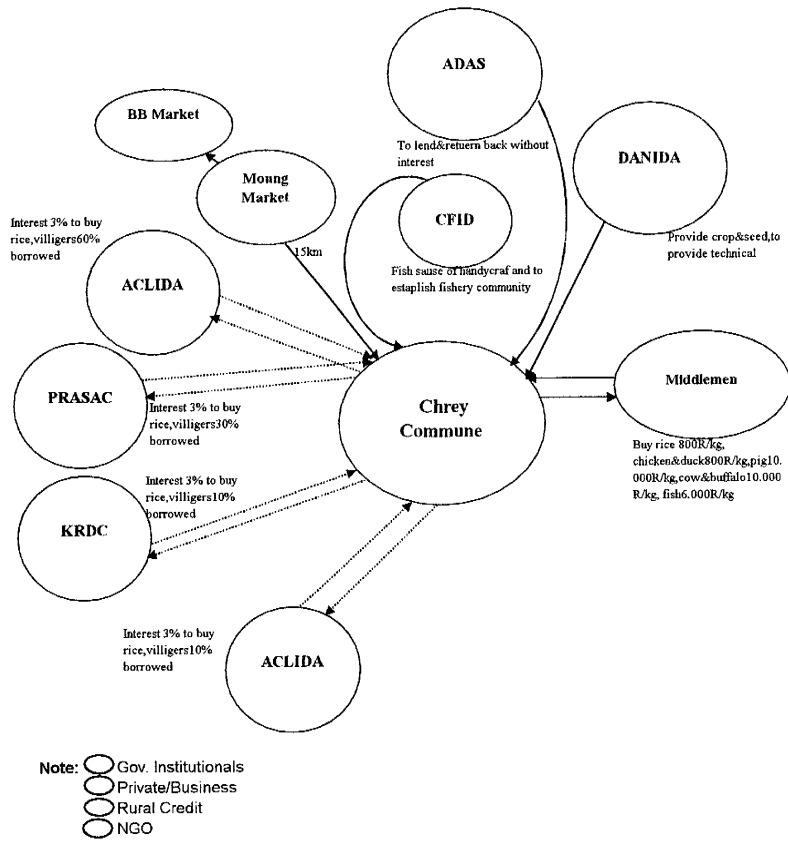 ADAS
BB Market
To lend&retuern back without
interest
DANIDA
Moung
Market
CFID
Interest 3% to buy
rice,villigers60%
borrowed
Provide crop&seed,to
provide technical
15km
Fish sause of handycraf and to
estaplish fishery community
ACLIDA
PRASAC
Middlemen
Chrey
Commune
Interest 3% to buy
rice,villigers30%
borrowed
Buy rice 800R/kg,
chicken&duck800R/kg,pig10.
000R/kg,cow&buffalo10.000
R/kg, fish6.000R/kg
Interest 3% to buy
rice,villigers10%
borrowed
KRDC
Interest 3% to buy
rice,villigers10%
borrowed
ACLIDA
Note: Gov. Institutionals
Private/Business
Rural Credit
NGO